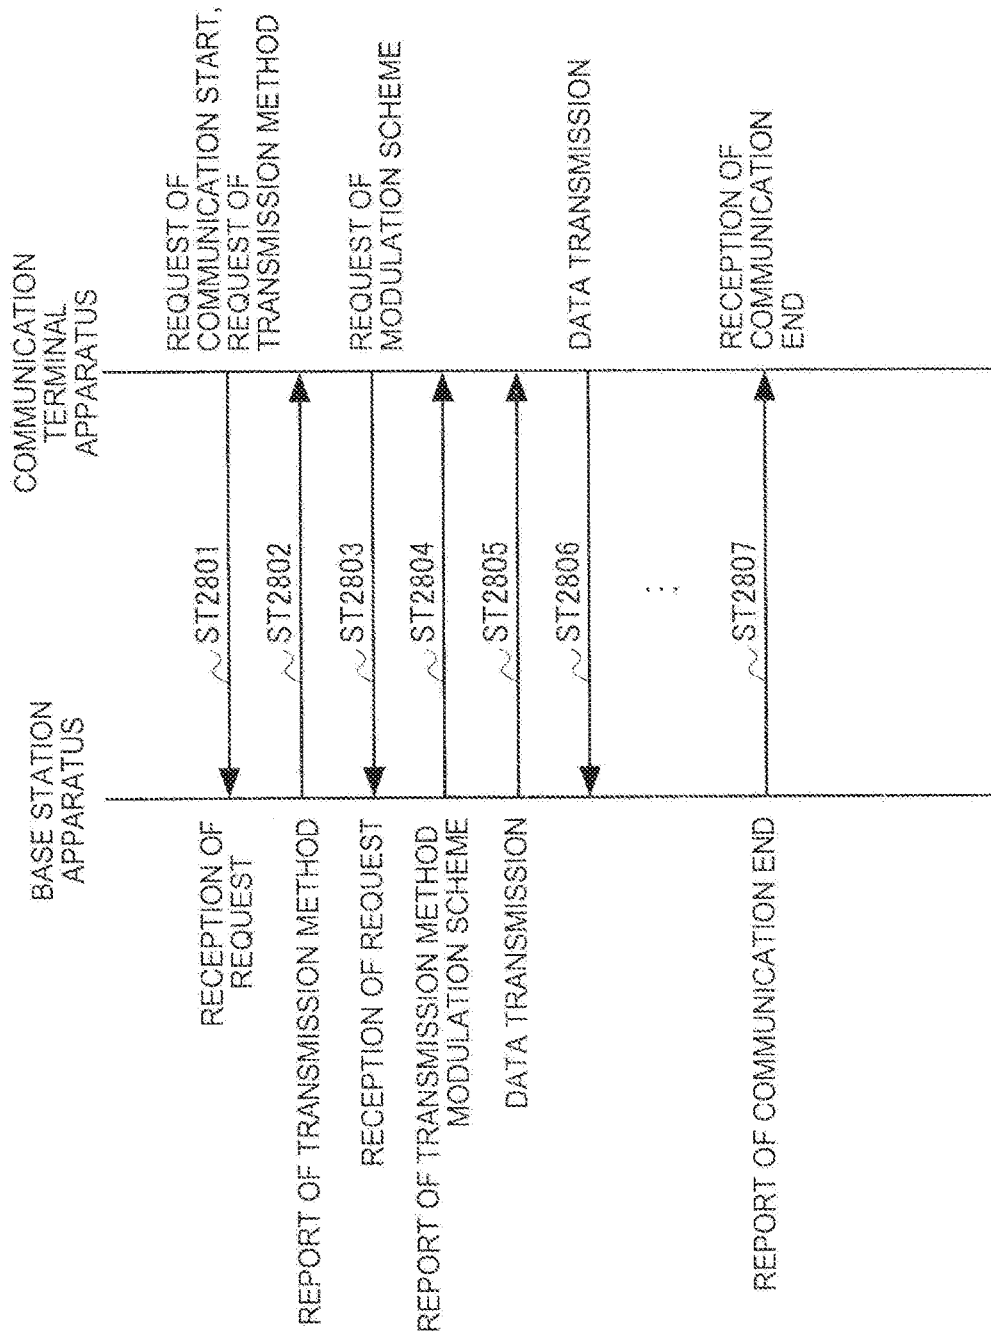 BASE STATION
APPARATUS
COMMUNICATION
TERMINAL
APPARATUS
RECEPTION OF
REQUEST
ST2801
REQUEST OF
COMMUNICATION START,
REQUEST OF
TRANSMISSION METHOD
REPORT OF TRANSMISSION METHOD
ST2802
RECEPTION OF REQUEST
ST2803
REQUEST OF
MODULATION SCHEME
REPORT OF TRANSMISSION METHOD
MODULATION SCHEME
ST2804
DATA TRANSMISSION
ST2805
ST2806
DATA TRANSMISSION
...
REPORT OF COMMUNICATION END
ST2807
RECEPTION OF
COMMUNICATION
END